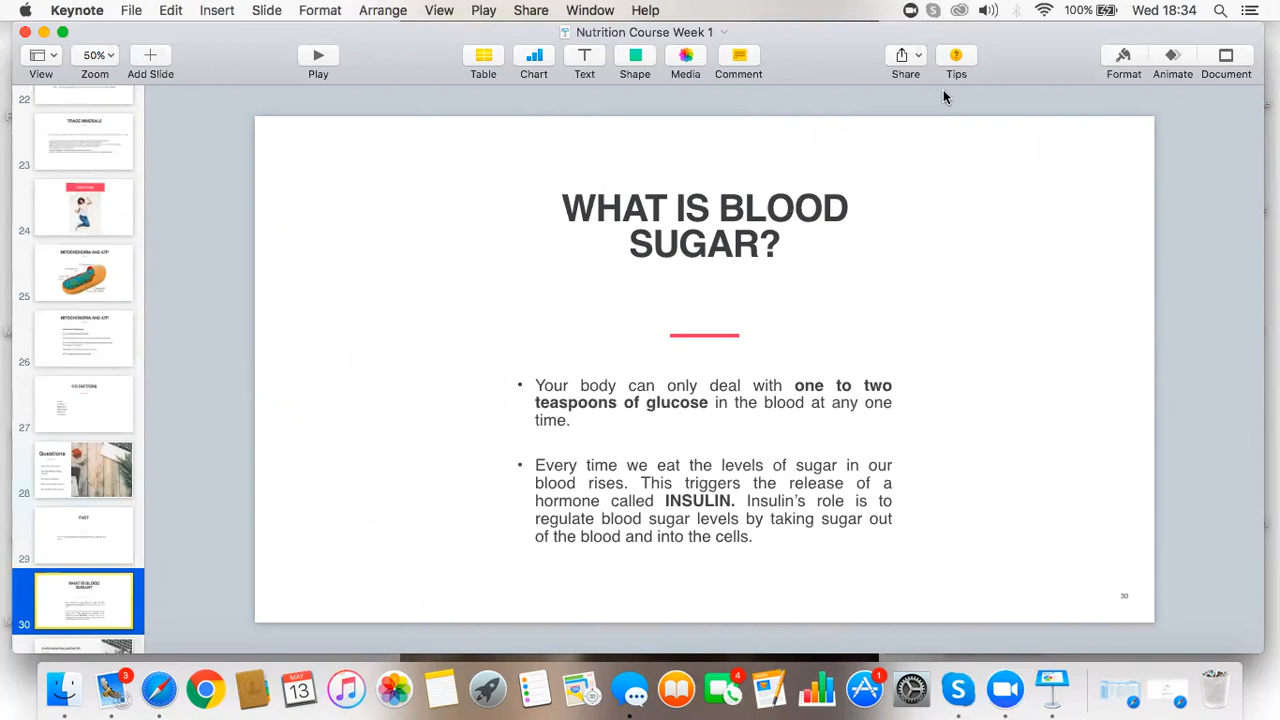 Keynote File Edit Insert Slide Format Arrange View Play Share Window Help 100% Wed 18:34
Nutrition Course Week 1
50%
View Zoom Add Slide Play Table Chart Text Shape Media Comment Share Tips Format Animate Document
22
TRACE MINERALS
23
24
MITOCHONDRIA AND ATP
25
MITOCHONDRIA AND ATP
26
CO FACTORS
27
Questions
28
FACT
29
WHAT IS BLOOD
SUGAR?
30
WHAT IS BLOOD
SUGAR?
• Your body can only deal with one to two
teaspoons of glucose in the blood at any one
time.
• Every time we eat the levels of sugar in our
blood rises. This triggers the release of a
hormone called INSULIN. Insulin's role is to
regulate blood sugar levels by taking sugar out
of the blood and into the cells.
30
3
MAY
13
4
1